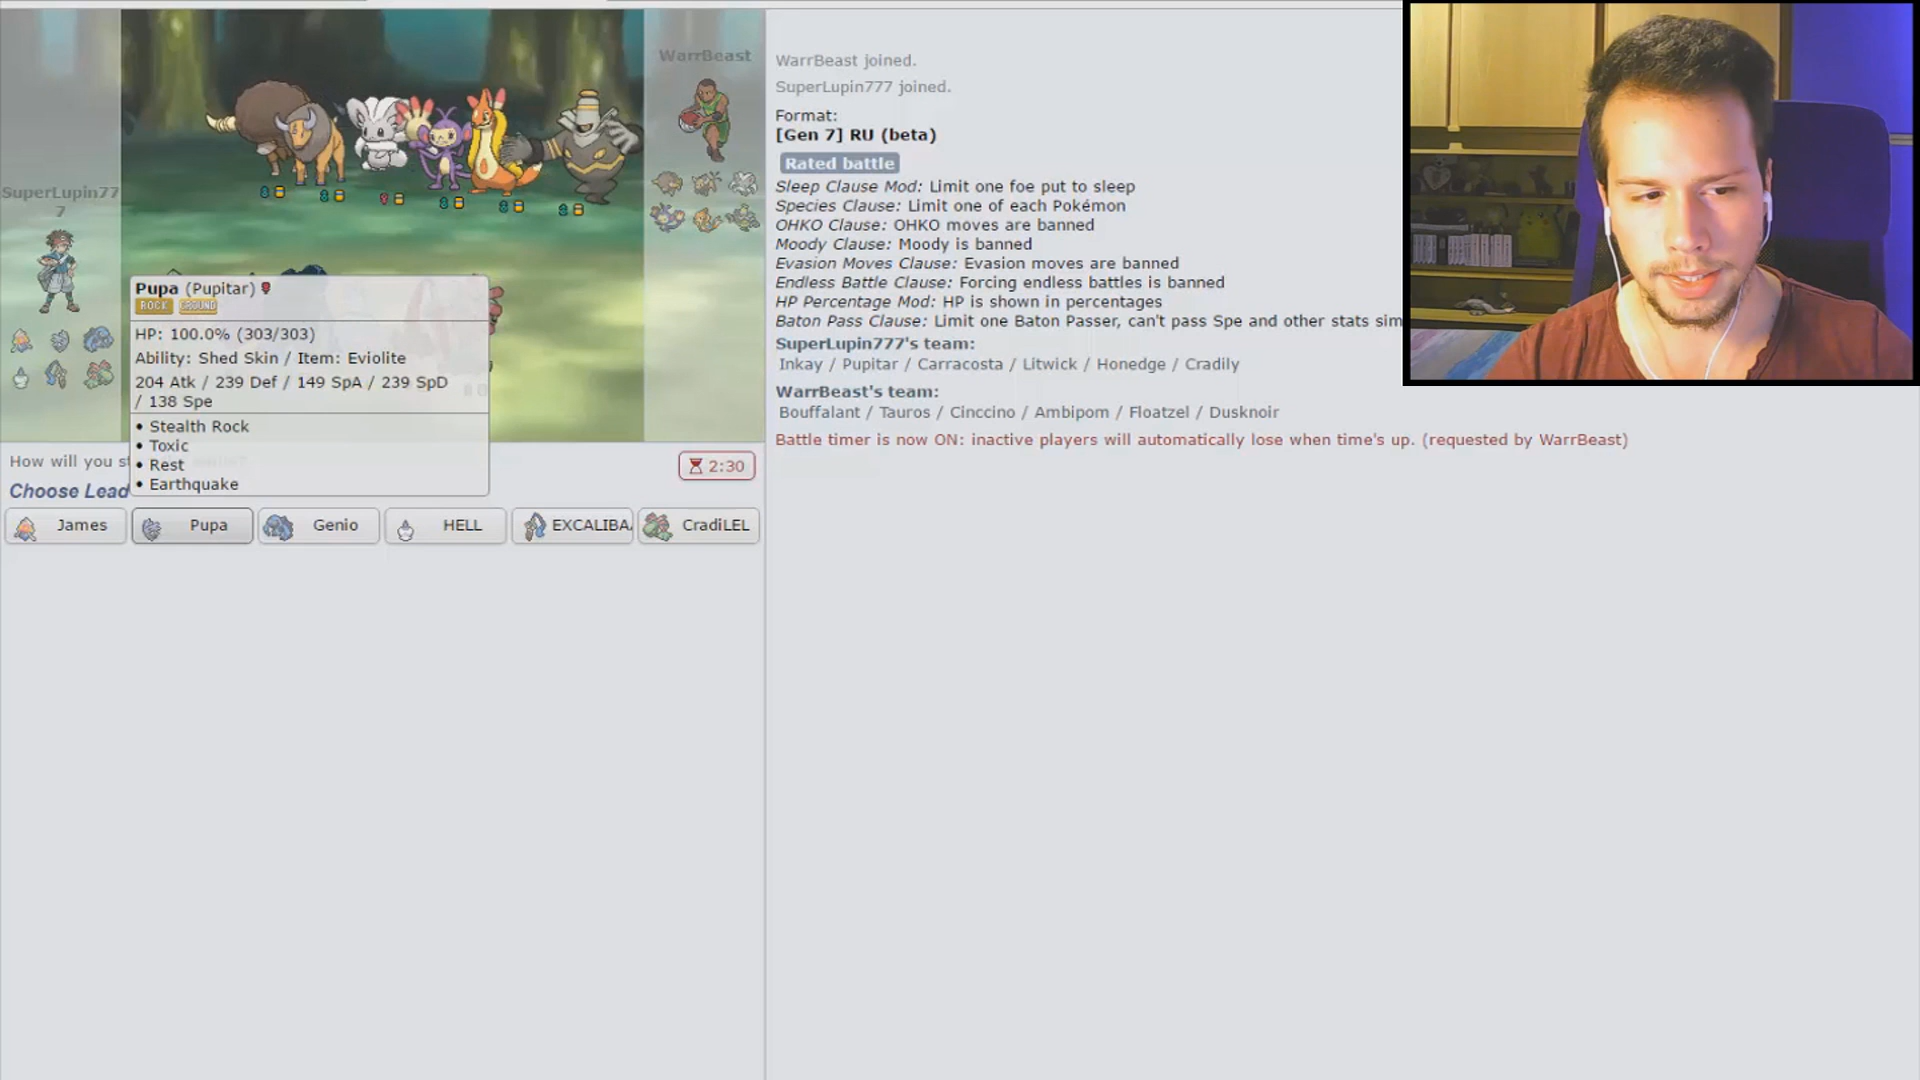 WarrBeast
SuperLupin77
7
Pupa (Pupitar)
ROCK GROUND
HP: 100.0% (303/303)
Ability: Shed Skin / Item: Eviolite
204 Atk / 239 Def / 149 SpA / 239 SpD
/ 138 Spe
• Stealth Rock
• Toxic
• Rest
• Earthquake
How will you st
Choose Lead
2:30
James
Pupa
Genio
HELL
EXCALIBA
CradiLEL
WarrBeast joined.
SuperLupin777 joined.
Format:
[Gen 7] RU (beta)
Rated battle
Sleep Clause Mod: Limit one foe put to sleep
Species Clause: Limit one of each Pokémon
OHKO Clause: OHKO moves are banned
Moody Clause: Moody is banned
Evasion Moves Clause: Evasion moves are banned
Endless Battle Clause: Forcing endless battles is banned
HP Percentage Mod: HP is shown in percentages
Baton Pass Clause: Limit one Baton Passer, can't pass Spe and other stats sim
SuperLupin777's team:
Inkay / Pupitar / Carracosta / Litwick / Honedge / Cradily
WarrBeast's team:
Bouffalant / Tauros / Cinccino / Ambipom / Floatzel / Dusknoir
Battle timer is now ON: inactive players will automatically lose when time's up. (requested by WarrBeast)